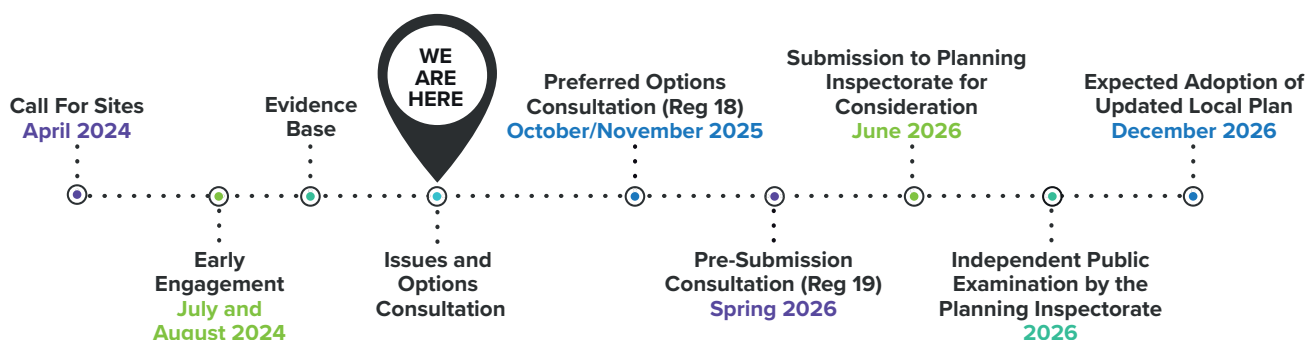 Call For Sites
April 2024
Early
Engagement
July and
August 2024
Evidence
Base
WE
ARE
HERE
Issues and
Options
Consultation
Preferred Options
Consultation (Reg 18)
October/November 2025
Pre-Submission
Consultation (Reg 19)
Spring 2026
Submission to Planning
Inspectorate for
Consideration
June 2026
Independent Public
Examination by the
Planning Inspectorate
2026
Expected Adoption of
Updated Local Plan
December 2026